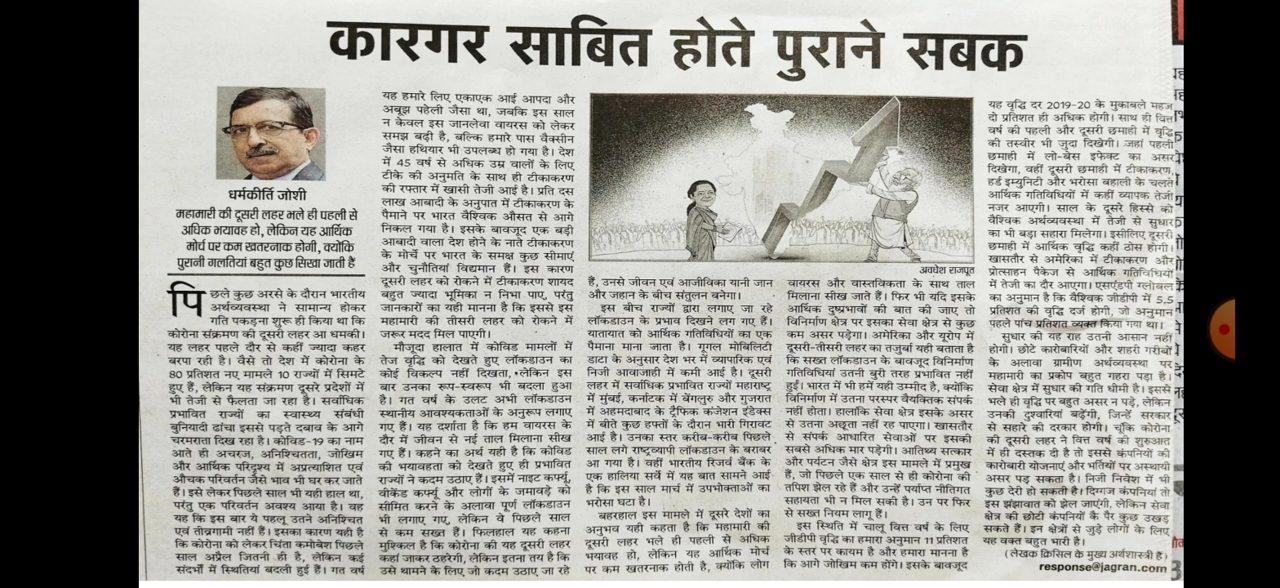 कारगर साबित होते पुराने सबक
धर्मकीर्ति जोशी
महामारी की दूसरी लहर भले ही पहली से
अधिक भयावह हो, लेकिन यह आर्थिक
मोर्चे पर कम खतरनाक होगी, क्योंकि
पुरानी गलतियां बहुत कुछ सिखा जाती हैं
पिछले कुछ अरसे के दौरान भारतीय
अर्थव्यवस्था ने सामान्य होकर
गति पकड़ना शुरू ही किया था कि
कोरोना संक्रमण की दूसरी लहर आ धमकी।
यह लहर पहले दौर से कहीं ज्यादा कहर
बरपा रही है। वैसे तो देश में कोरोना के
80 प्रतिशत नए मामले 10 राज्यों में सिमटे
हुए हैं, लेकिन यह संक्रमण दूसरे प्रदेशों में
भी तेजी से फैलता जा रहा है। सर्वाधिक
प्रभावित राज्यों का स्वास्थ्य संबंधी
बुनियादी ढांचा इससे पड़ते दबाव के आगे
चरमराता दिख रहा है। कोविड-19 का नाम
आते ही अचरज, अनिश्चितता, जोखिम
और आर्थिक परिदृश्य में अप्रत्याशित एवं
औचक परिवर्तन जैसे भाव भी घर कर जाते
हैं। इसे लेकर पिछले साल भी यही हाल था,
परंतु एक परिवर्तन अवश्य आया है। वह
यह कि इस बार ये पहलू उतने अनिश्चित
एवं तीव्रगामी नहीं हैं। इसका कारण यही है
कि कोरोना को लेकर चिंता कमोबेश पिछले
साल अप्रैल जितनी ही है, लेकिन कई
संदर्भों में स्थितियां बदली हुई हैं। गत वर्ष
यह हमारे लिए एकाएक आई आपदा और
अबूझ पहेली जैसा था, जबकि इस साल
न केवल इस जानलेवा वायरस को लेकर
समझ बढ़ी है, बल्कि हमारे पास वैक्सीन
जैसा हथियार भी उपलब्ध हो गया है। देश
में 45 वर्ष से अधिक उम्र वालों के लिए
टीके की अनुमति के साथ ही टीकाकरण
की रफ्तार में खासी तेजी आई है। प्रति दस
लाख आबादी के अनुपात में टीकाकरण के
पैमाने पर भारत वैश्विक औसत से आगे
निकल गया है। इसके बावजूद एक बड़ी
आबादी वाला देश होने के नाते टीकाकरण
के मोर्चे पर भारत के समक्ष कुछ सीमाएं
और चुनौतियां विद्यमान हैं। इस कारण
दूसरी लहर को रोकने में टीकाकरण शायद
बहुत ज्यादा भूमिका न निभा पाए, परंतु
जानकारों का यही मानना है कि इससे इस
महामारी की तीसरी लहर को रोकने में
जरूर मदद मिल पाएगी।
मौजूदा हालात में कोविड मामलों में
तेज वृद्धि को देखते हुए लॉकडाउन का
कोई विकल्प नहीं दिखता, लेकिन इस
बार उनका रूप-स्वरूप भी बदला हुआ
है। गत वर्ष के उलट अभी लॉकडाउन
स्थानीय आवश्यकताओं के अनुरूप लगाए
गए हैं। यह दर्शाता है कि हम वायरस के
दौर में जीवन से नई ताल मिलाना सीख
गए हैं। कहने का अर्थ यही है कि कोविड
की भयावहता को देखते हुए ही प्रभावित
राज्यों ने कदम उठाए हैं। इसमें नाइट कर्फ्यू,
वीकेंड कर्फ्यू और लोगों के जमावड़े को
सीमित करने के अलावा पूर्ण लॉकडाउन
भी लगाए गए, लेकिन वे पिछले साल
से कम सख्त हैं। फिलहाल यह कहना
मुश्किल है कि कोरोना की यह दूसरी लहर
कहां जाकर ठहरेगी, लेकिन इतना तय है कि
उसे थामने के लिए जो कदम उठाए जा रहे
अवधेश राजपूत
हैं, उनसे जीवन एवं आजीविका यानी जान
और जहान के बीच संतुलन बनेगा।
इस बीच राज्यों द्वारा लगाए जा रहे
लॉकडाउन के प्रभाव दिखने लग गए हैं।
यातायात को आर्थिक गतिविधियों का एक
पैमाना माना जाता है। गूगल मोबिलिटी
डाटा के अनुसार देश भर में व्यापारिक एवं
निजी आवाजाही में कमी आई है। दूसरी
लहर में सर्वाधिक प्रभावित राज्यों महाराष्ट्र
में मुंबई, कर्नाटक में बेंगलुरु और गुजरात
में अहमदाबाद के ट्रैफिक कंजेशन इंडेक्स
में बीते कुछ हफ्तों के दौरान भारी गिरावट
आई है। उनका स्तर करीब-करीब पिछले
साल लगे राष्ट्रव्यापी लॉकडाउन के बराबर
आ गया है। वहीं भारतीय रिजर्व बैंक के
एक हालिया सर्वे में यह बात सामने आई
है कि इस साल मार्च में उपभोक्ताओं का
भरोसा घटा है।
बहरहाल इस मामले में दूसरे देशों का
अनुभव यही कहता है कि महामारी की
दूसरी लहर भले ही पहली से अधिक
भयावह हो, लेकिन यह आर्थिक मोर्चे
पर कम खतरनाक होती है, क्योंकि लोग
वायरस और वास्तविकता के साथ ताल
मिलाना सीख जाते हैं। फिर भी यदि इसके
आर्थिक दुष्प्रभावों की बात की जाए तो
विनिर्माण क्षेत्र पर इसका सेवा क्षेत्र से कुछ
कम असर पड़ेगा। अमेरिका और यूरोप में
दूसरी-तीसरी लहर का तजुर्बा यही बताता है
कि सख्त लॉकडाउन के बावजूद विनिर्माण
गतिविधियां उतनी बुरी तरह प्रभावित नहीं
हुईं। भारत में भी हमें यही उम्मीद है, क्योंकि
विनिर्माण में उतना परस्पर वैयक्तिक संपर्क
नहीं होता। हालांकि सेवा क्षेत्र इसके असर
से उतना अछूता नहीं रह पाएगा। खासतौर
से संपर्क आधारित सेवाओं पर इसकी
सबसे अधिक मार पड़ेगी। आतिथ्य सत्कार
और पर्यटन जैसे क्षेत्र इस मामले में प्रमुख
हैं, जो पिछले एक साल से ही कोरोना की
तपिश झेल रहे हैं और उन्हें पर्याप्त नीतिगत
सहायता भी न मिल सकी है। उन पर फिर
से सख्त नियम लागू हैं।
इस स्थिति में चालू वित्त वर्ष के लिए
जीडीपी वृद्धि का हमारा अनुमान 11 प्रतिशत
के स्तर पर कायम है और हमारा मानना है
कि आगे जोखिम कम होंगे। इसके बावजूद
यह वृद्धि दर 2019-20 के मुकाबले महज
दो प्रतिशत ही अधिक होगी। साथ ही वित्त
वर्ष की पहली और दूसरी छमाही में वृद्धि
की तस्वीर भी जुदा दिखेगी। जहां पहली
छमाही में लो-बेस इफेक्ट का असर
दिखेगा, वहीं दूसरी छमाही में टीकाकरण,
हर्ड इम्युनिटी और भरोसा बहाली के चलते
आर्थिक गतिविधियों में कहीं व्यापक तेजी
नजर आएगी। साल के दूसरे हिस्से को
वैश्विक अर्थव्यवस्था में तेजी से सुधार
का भी बड़ा सहारा मिलेगा। इसीलिए दूसरी
छमाही में आर्थिक वृद्धि कहीं ठोस होगी।
खासतौर से अमेरिका में टीकाकरण और
प्रोत्साहन पैकेज से आर्थिक गतिविधियों
में तेजी का दौर आएगा। एसएंडपी ग्लोबल
का अनुमान है कि वैश्विक जीडीपी में 5.5
प्रतिशत की वृद्धि दर्ज होगी, जो अनुमान
पहले पांच प्रतिशत व्यक्त किया गया था।
सुधार की यह राह उतनी आसान नहीं
होगी। छोटे कारोबारियों और शहरी गरीबों
के अलावा ग्रामीण अर्थव्यवस्था पर
महामारी का प्रकोप बहुत गहरा पड़ा है।
सेवा क्षेत्र में सुधार की गति धीमी है। इससे
भले ही वृद्धि पर बहुत असर न पड़े, लेकिन
उनकी दुश्वारियां बढ़ेंगी, जिन्हें सरकार
से सहारे की दरकार होगी। चूंकि कोरोना
की दूसरी लहर ने वित्त वर्ष की शुरुआत
में ही दस्तक दी है तो इससे कंपनियों की
कारोबारी योजनाएं और भर्तियों पर अस्थायी
असर पड़ सकता है। निजी निवेश में भी
कुछ देरी हो सकती है। दिग्गज कंपनियां तो
इस झंझावात को झेल जाएंगी, लेकिन सेवा
क्षेत्र की छोटी कंपनियों के पैर कुछ उखड़
सकते हैं। इन क्षेत्रों से जुड़े लोगों के लिए
यह वक्त बहुत भारी है।
(लेखक क्रिसिल के मुख्य अर्थशास्त्री हैं)
response@jagran.com